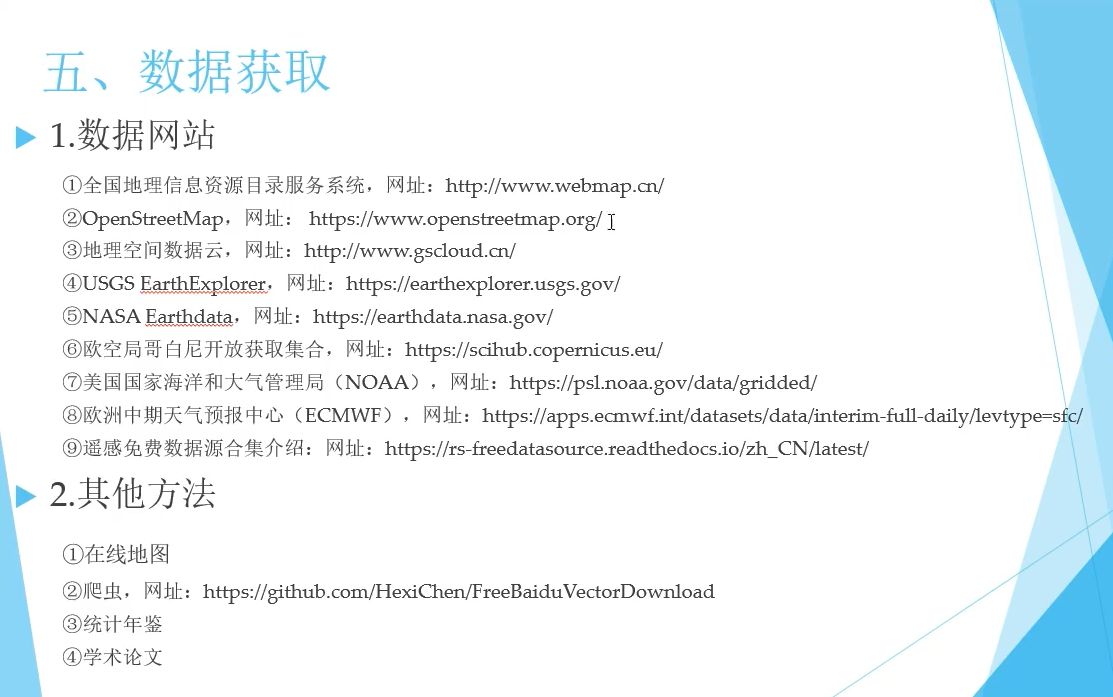 五、数据获取
1.数据网站
①全国地理信息资源目录服务系统，网址：http://www.webmap.cn/
②OpenStreetMap，网址： https://www.openstreetmap.org/
③地理空间数据云，网址：http://www.gscloud.cn/
④USGS EarthExplorer，网址：https://earthexplorer.usgs.gov/
⑤NASA Earthdata，网址：https://earthdata.nasa.gov/
⑥欧空局哥白尼开放获取集合，网址：https://scihub.copernicus.eu/
⑦美国国家海洋和大气管理局（NOAA），网址：https://psl.noaa.gov/data/gridded/
⑧欧洲中期天气预报中心（ECMWF），网址：https://apps.ecmwf.int/datasets/data/interim-full-daily/levtype=sfc/
⑨遥感免费数据源合集介绍：网址：https://rs-freedatasource.readthedocs.io/zh_CN/latest/
2.其他方法
①在线地图
②爬虫，网址：https://github.com/HexiChen/FreeBaiduVectorDownload
③统计年鉴
④学术论文